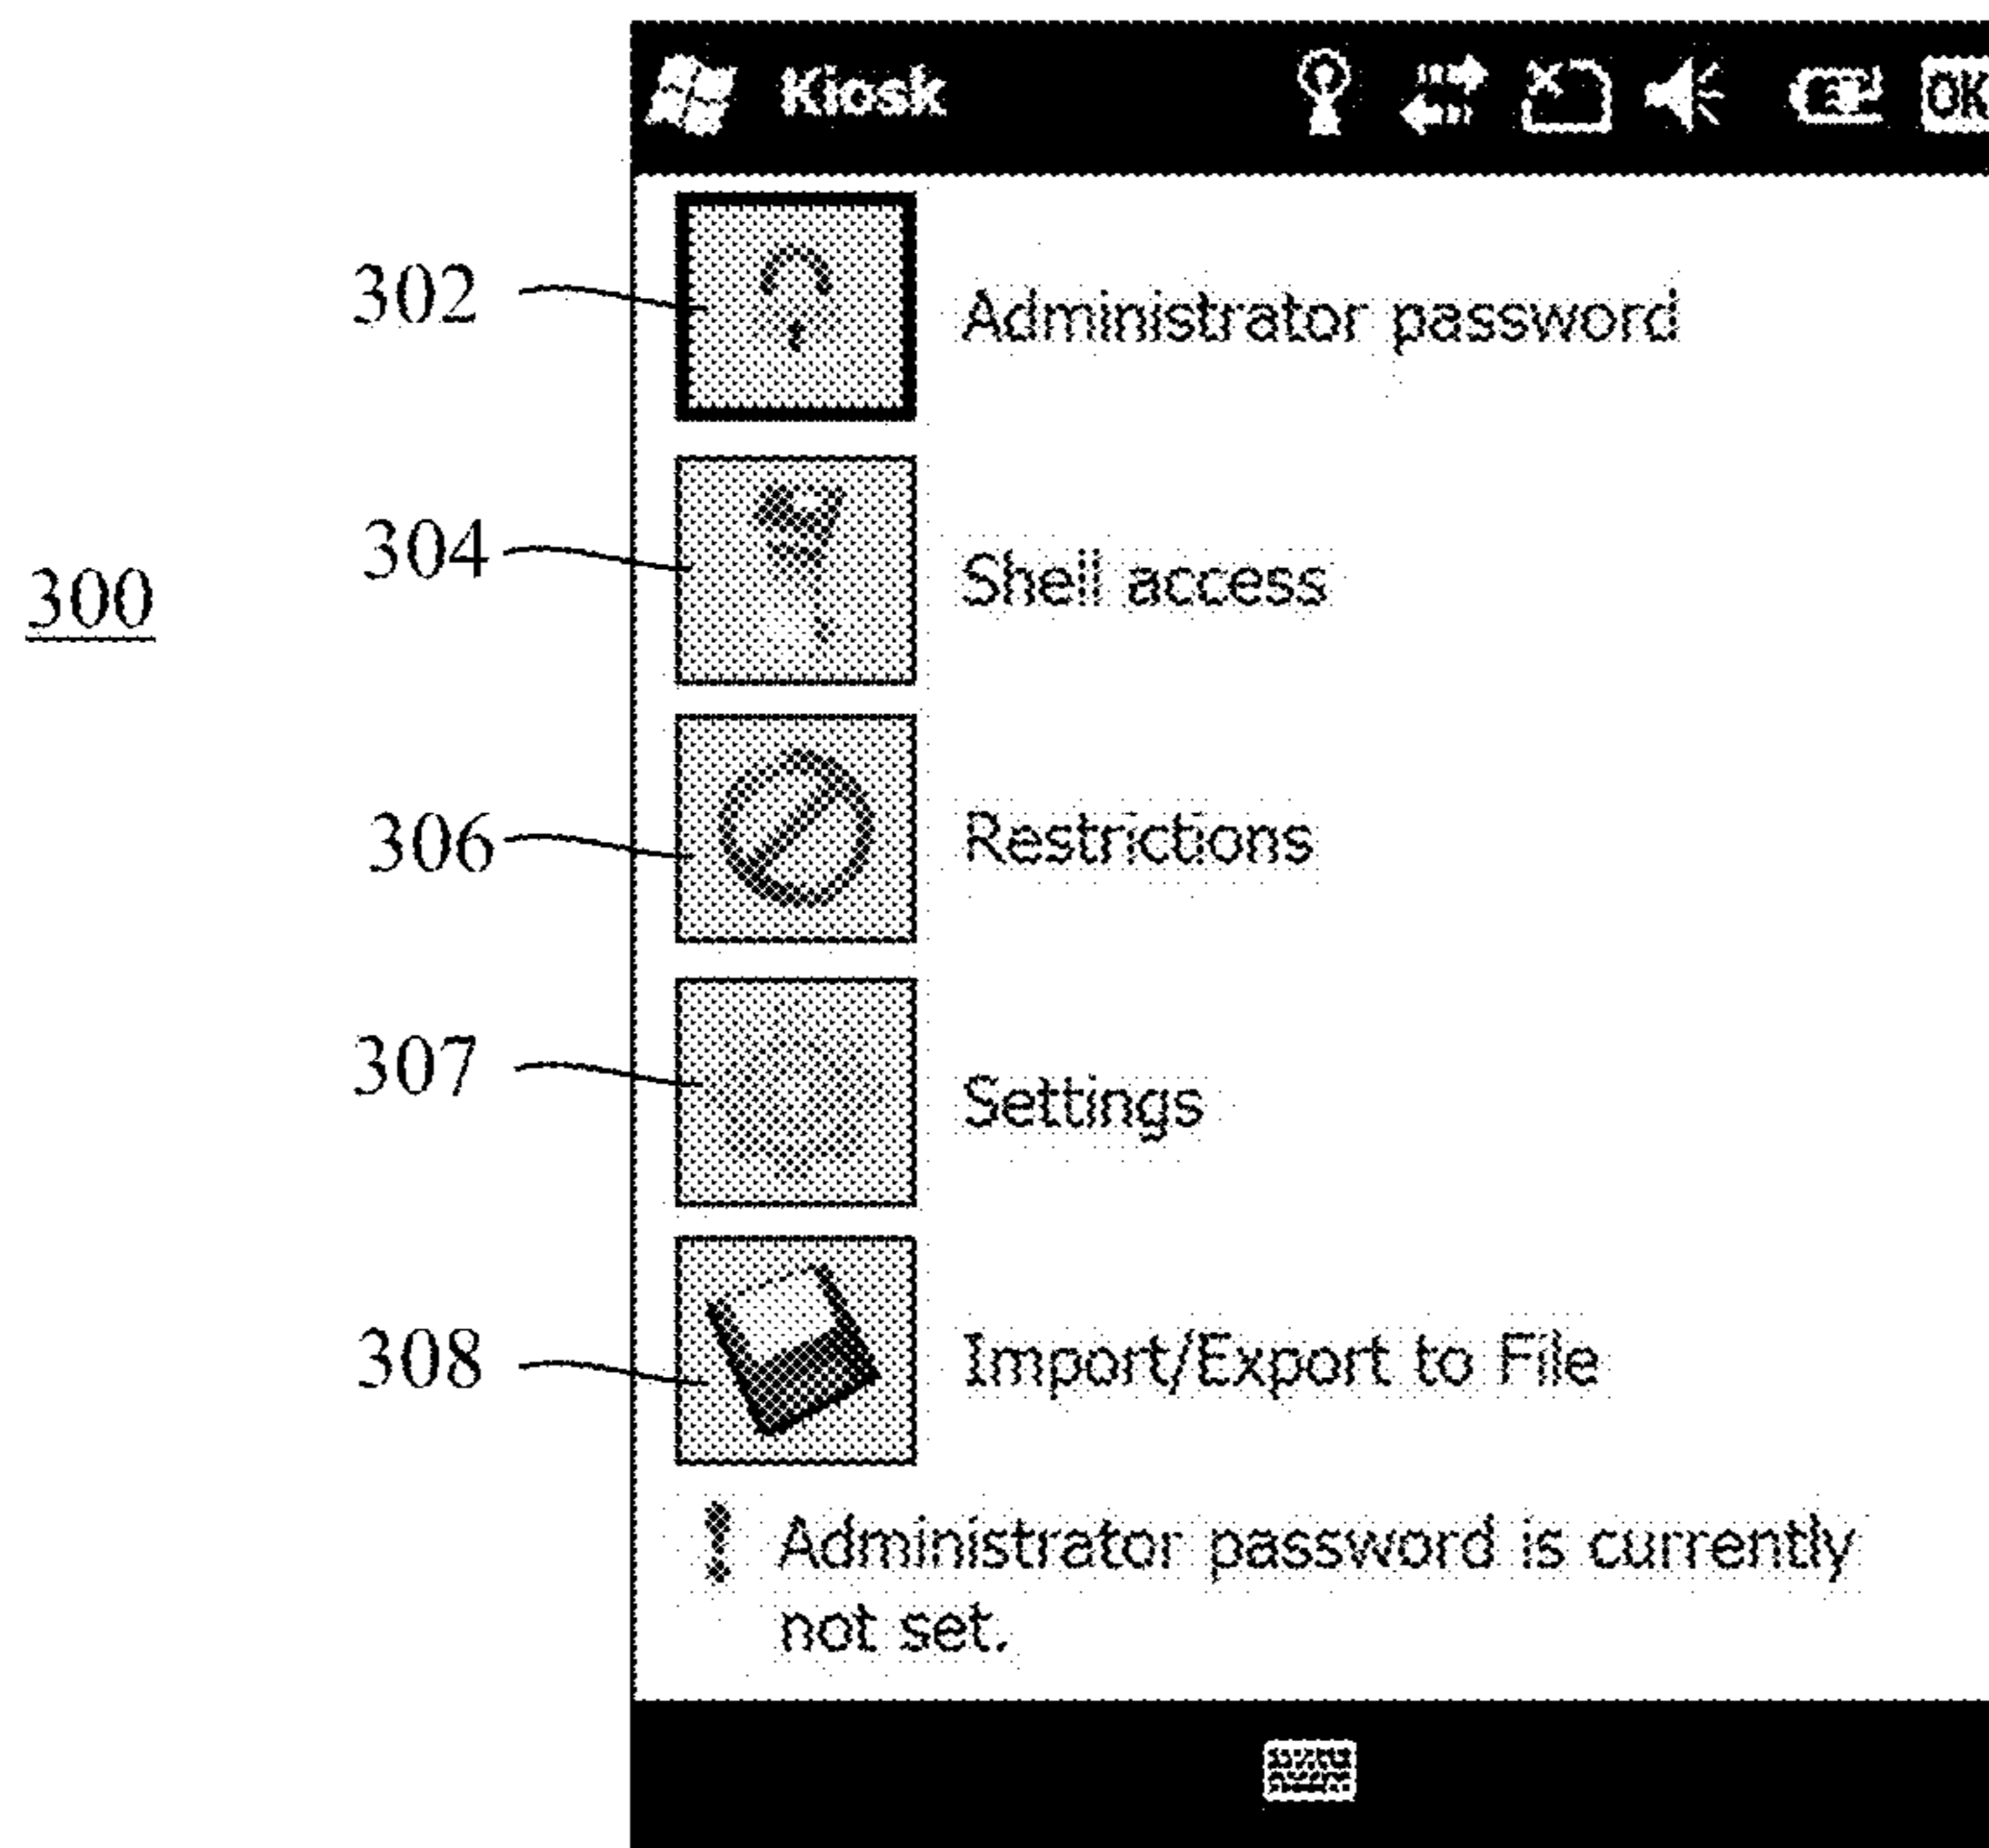 Kiosk OK
302 Administrator password
304 Shell access
300
306 Restrictions
307 Settings
308 Import/Export to File
! Administrator password is currently
not set.